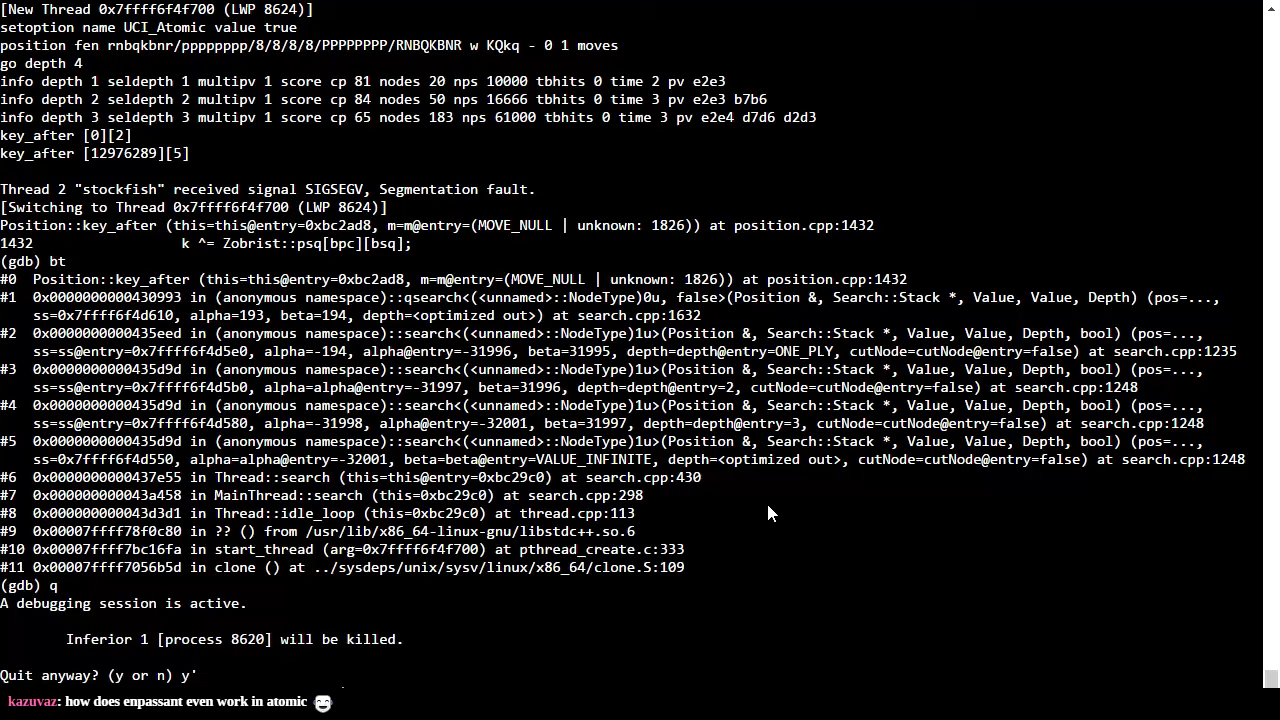 [New Thread 0x7ffff6f4f700 (LWP 8624)]
setoption name UCI_Atomic value true
position fen rnbqkbnr/pppppppp/8/8/8/8/PPPPPPPP/RNBQKBNR w KQkq - 0 1 moves
go depth 4
info depth 1 seldepth 1 multipv 1 score cp 81 nodes 20 nps 10000 tbhits 0 time 2 pv e2e3
info depth 2 seldepth 2 multipv 1 score cp 84 nodes 50 nps 16666 tbhits 0 time 3 pv e2e3 b7b6
info depth 3 seldepth 3 multipv 1 score cp 65 nodes 183 nps 61000 tbhits 0 time 3 pv e2e4 d7d6 d2d3
key_after [0][2]
key_after [12976289][5]
Thread 2 "stockfish" received signal SIGSEGV, Segmentation fault.
[Switching to Thread 0x7ffff6f4f700 (LWP 8624)]
Position::key_after (this=this@entry=0xbc2ad8, m=m@entry=(MOVE_NULL | unknown: 1826)) at position.cpp:1432
1432                  k ^= Zobrist::psq[bpc][bsq];
(gdb) bt
#0  Position::key_after (this=this@entry=0xbc2ad8, m=m@entry=(MOVE_NULL | unknown: 1826)) at position.cpp:1432
#1  0x0000000000430993 in (anonymous namespace)::qsearch<(<unnamed>::NodeType)0u, false>(Position &, Search::Stack *, Value, Value, Depth) (pos=...,
    ss=0x7ffff6f4d610, alpha=193, beta=194, depth=<optimized out>) at search.cpp:1632
#2  0x0000000000435eed in (anonymous namespace)::search<(<unnamed>::NodeType)1u>(Position &, Search::Stack *, Value, Value, Depth, bool) (pos=...,
    ss=ss@entry=0x7ffff6f4d5e0, alpha=-194, alpha@entry=-31996, beta=31995, depth=depth@entry=ONE_PLY, cutNode=cutNode@entry=false) at search.cpp:1235
#3  0x0000000000435d9d in (anonymous namespace)::search<(<unnamed>::NodeType)1u>(Position &, Search::Stack *, Value, Value, Depth, bool) (pos=...,
    ss=ss@entry=0x7ffff6f4d5b0, alpha=alpha@entry=-31997, beta=31996, depth=depth@entry=2, cutNode=cutNode@entry=false) at search.cpp:1248
#4  0x0000000000435d9d in (anonymous namespace)::search<(<unnamed>::NodeType)1u>(Position &, Search::Stack *, Value, Value, Depth, bool) (pos=...,
    ss=ss@entry=0x7ffff6f4d580, alpha=-31998, alpha@entry=-32001, beta=31997, depth=depth@entry=3, cutNode=cutNode@entry=false) at search.cpp:1248
#5  0x0000000000435d9d in (anonymous namespace)::search<(<unnamed>::NodeType)1u>(Position &, Search::Stack *, Value, Value, Depth, bool) (pos=...,
    ss=0x7ffff6f4d550, alpha=alpha@entry=-32001, beta=beta@entry=VALUE_INFINITE, depth=<optimized out>, cutNode=cutNode@entry=false) at search.cpp:1248
#6  0x0000000000437e55 in Thread::search (this=this@entry=0xbc29c0) at search.cpp:430
#7  0x000000000043a458 in MainThread::search (this=0xbc29c0) at search.cpp:298
#8  0x000000000043d3d1 in Thread::idle_loop (this=0xbc29c0) at thread.cpp:113
#9  0x00007ffff78f0c80 in ?? () from /usr/lib/x86_64-linux-gnu/libstdc++.so.6
#10 0x00007ffff7bc16fa in start_thread (arg=0x7ffff6f4f700) at pthread_create.c:333
#11 0x00007ffff7056b5d in clone () at ../sysdeps/unix/sysv/linux/x86_64/clone.S:109
(gdb) q
A debugging session is active.
        Inferior 1 [process 8620] will be killed.
Quit anyway? (y or n) y'
kazuvaz: how does enpassant even work in atomic